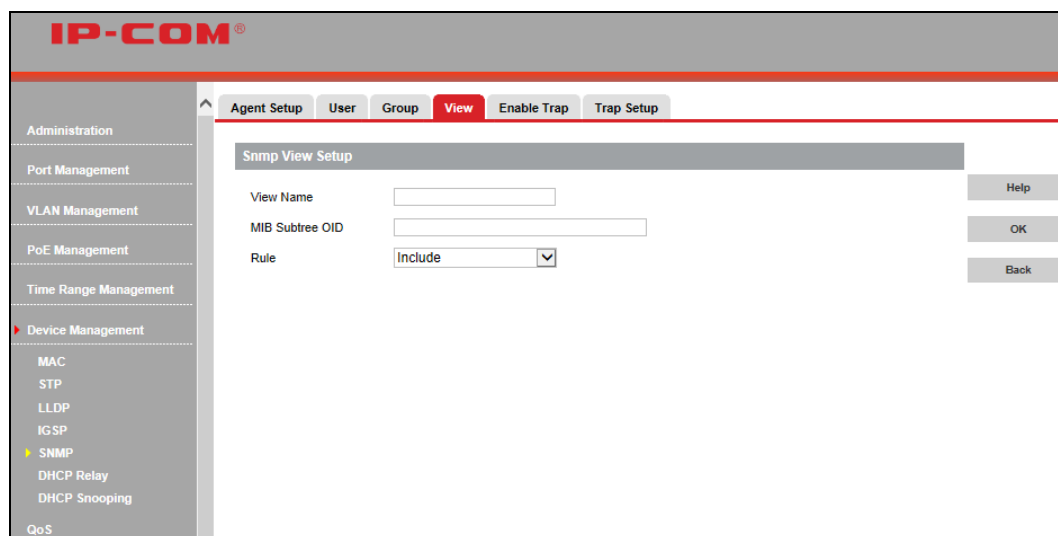 IP-COM®
Agent Setup User Group View Enable Trap Trap Setup
Administration
Port Management
VLAN Management
PoE Management
Time Range Management
Device Management
MAC
STP
LLDP
IGSP
SNMP
DHCP Relay
DHCP Snooping
QoS
Snmp View Setup
View Name
MIB Subtree OID
Rule Include
Help
OK
Back